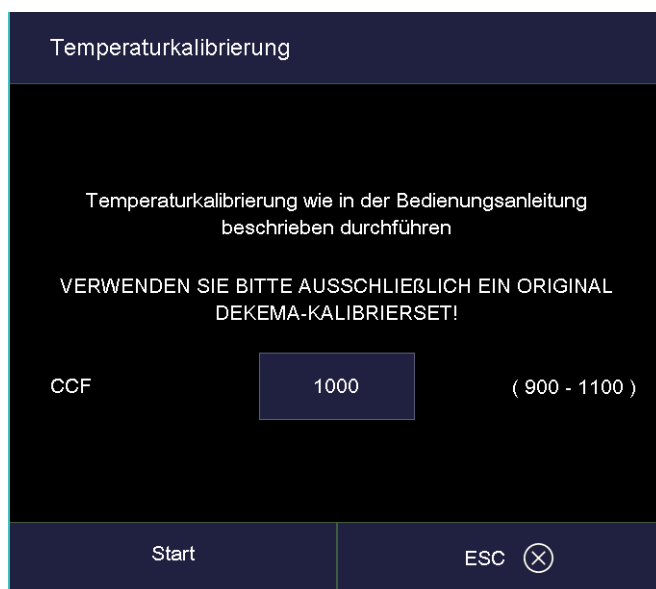 Temperaturkalibrierung
Temperaturkalibrierung wie in der Bedienungsanleitung
beschrieben durchführen
VERWENDEN SIE BITTE AUSSCHLIEßLICH EIN ORIGINAL
DEKEMA-KALIBRIERSET!
CCF 1000 ( 900 - 1100 )
Start ESC